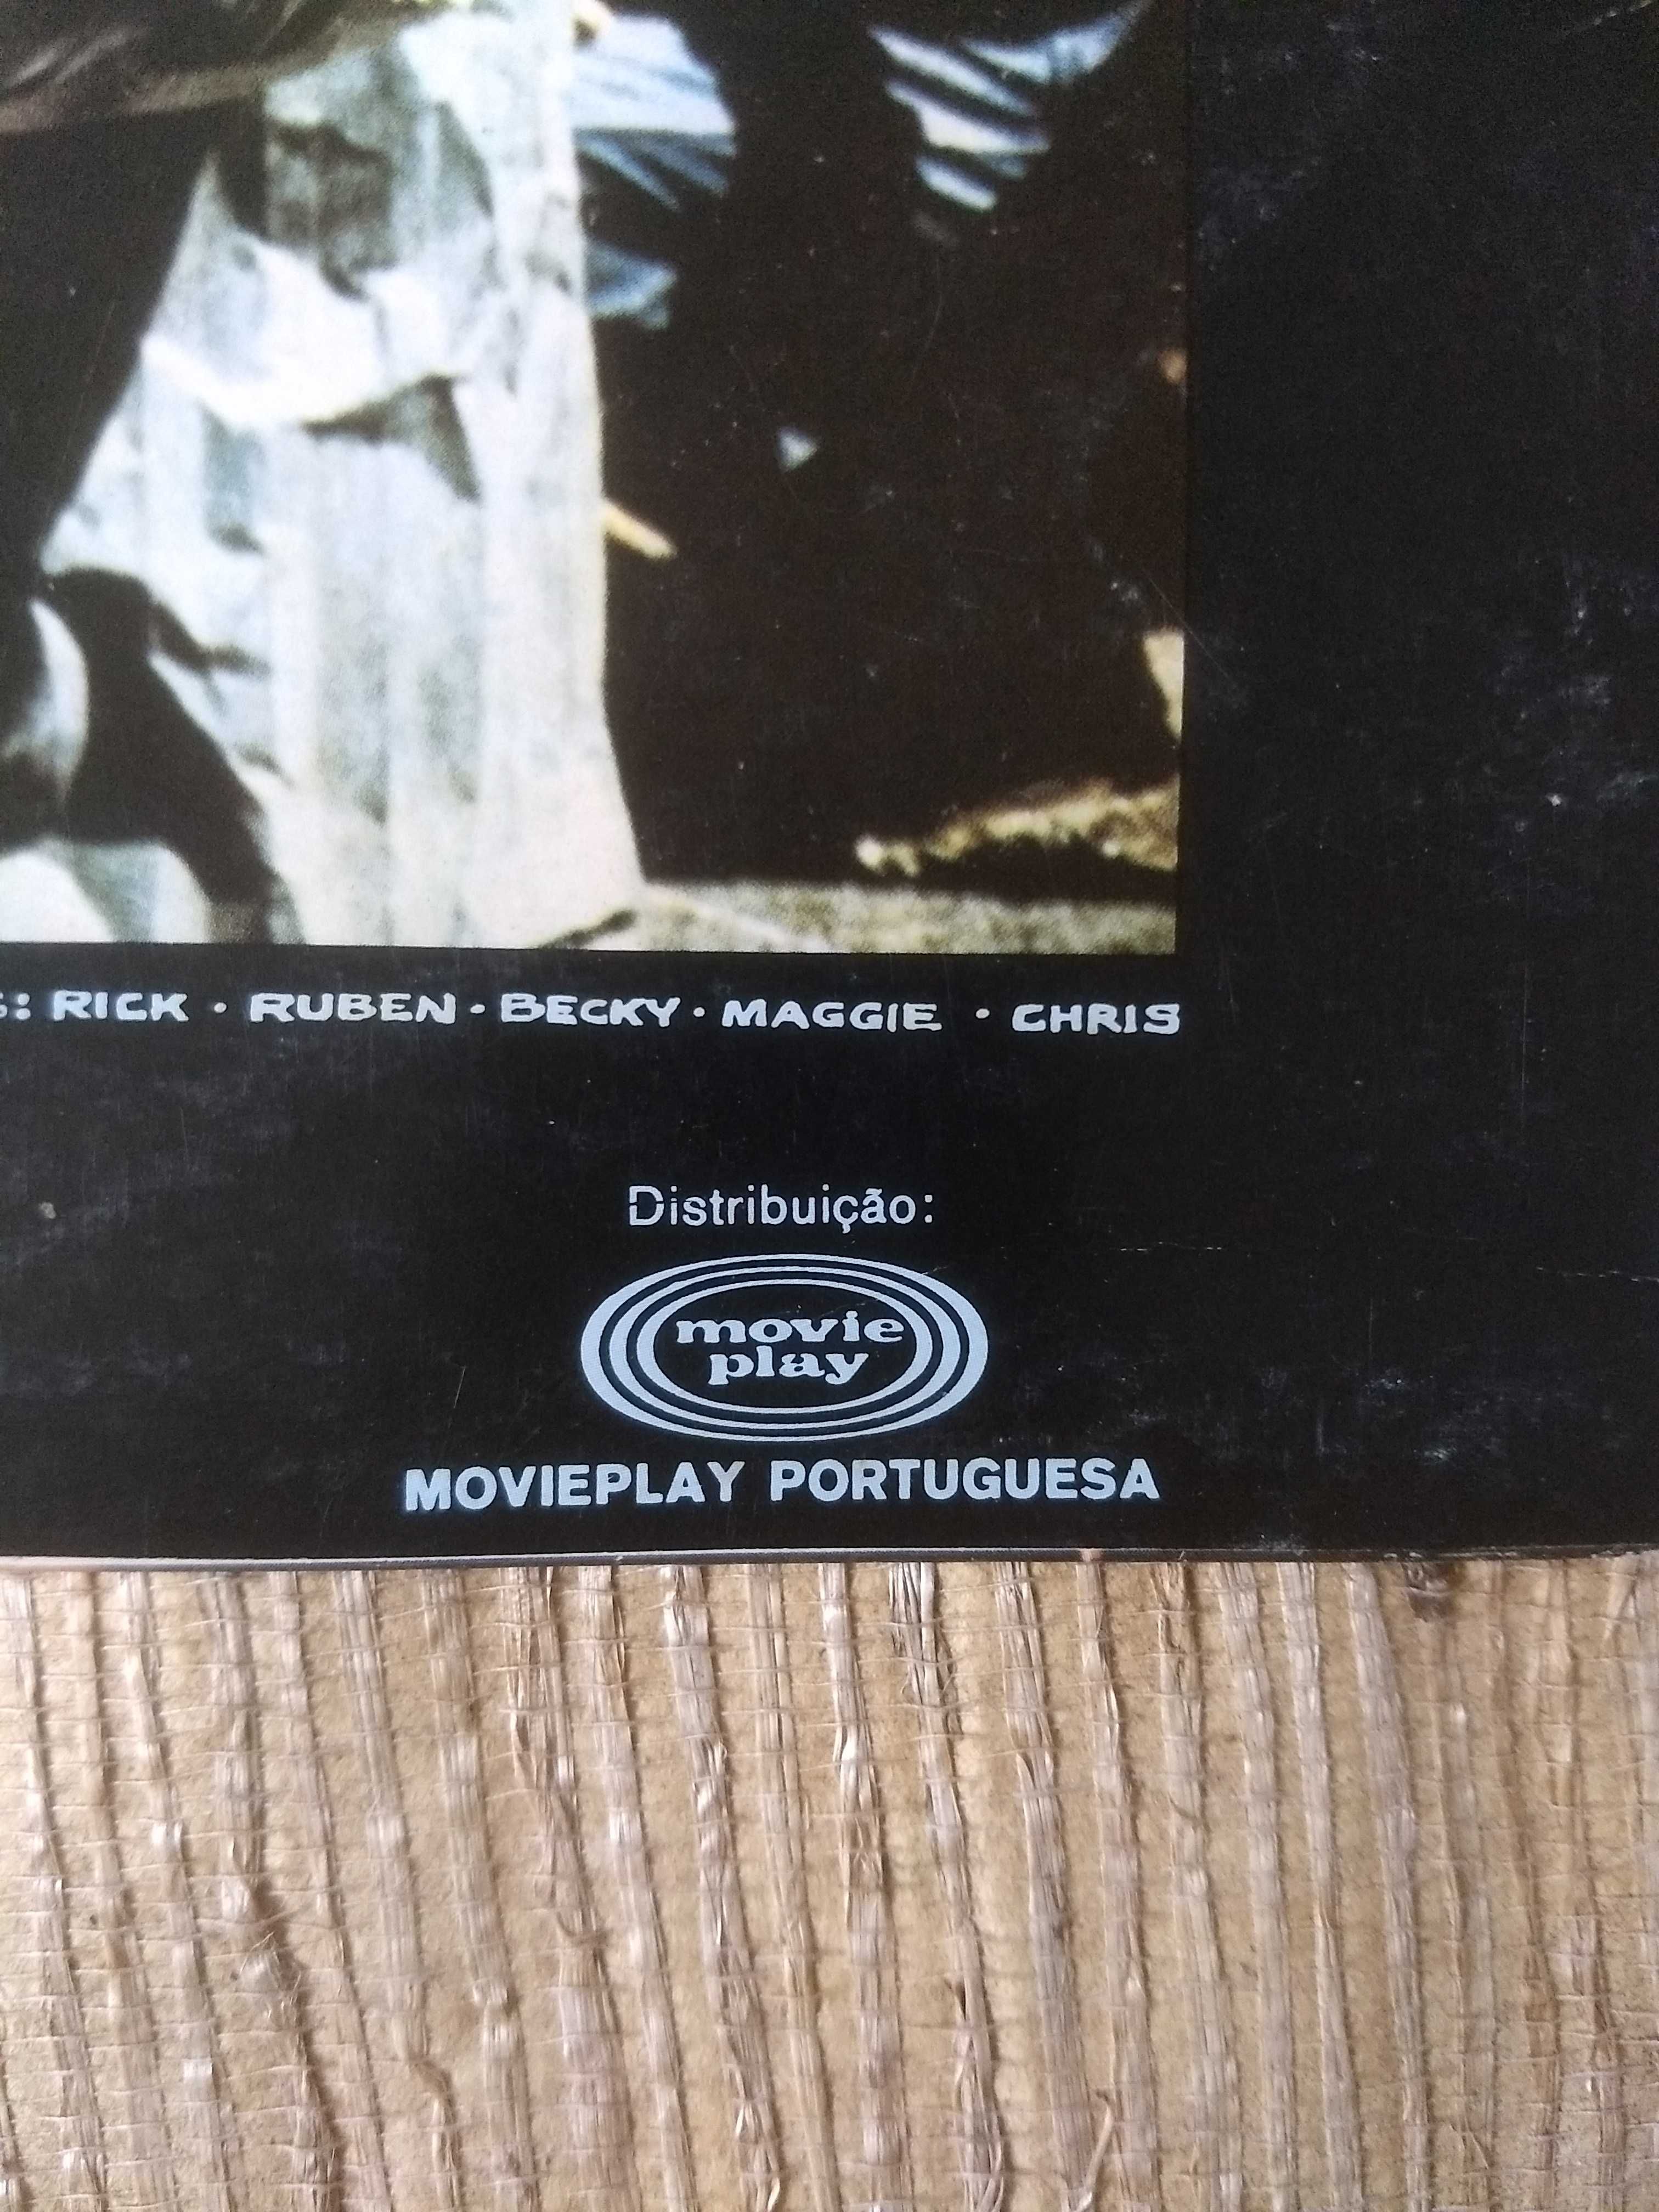 : RICK · RUBEN · BECKY · MAGGIE · CHRIS
Distribuição:
movie
play
MOVIEPLAY PORTUGUESA